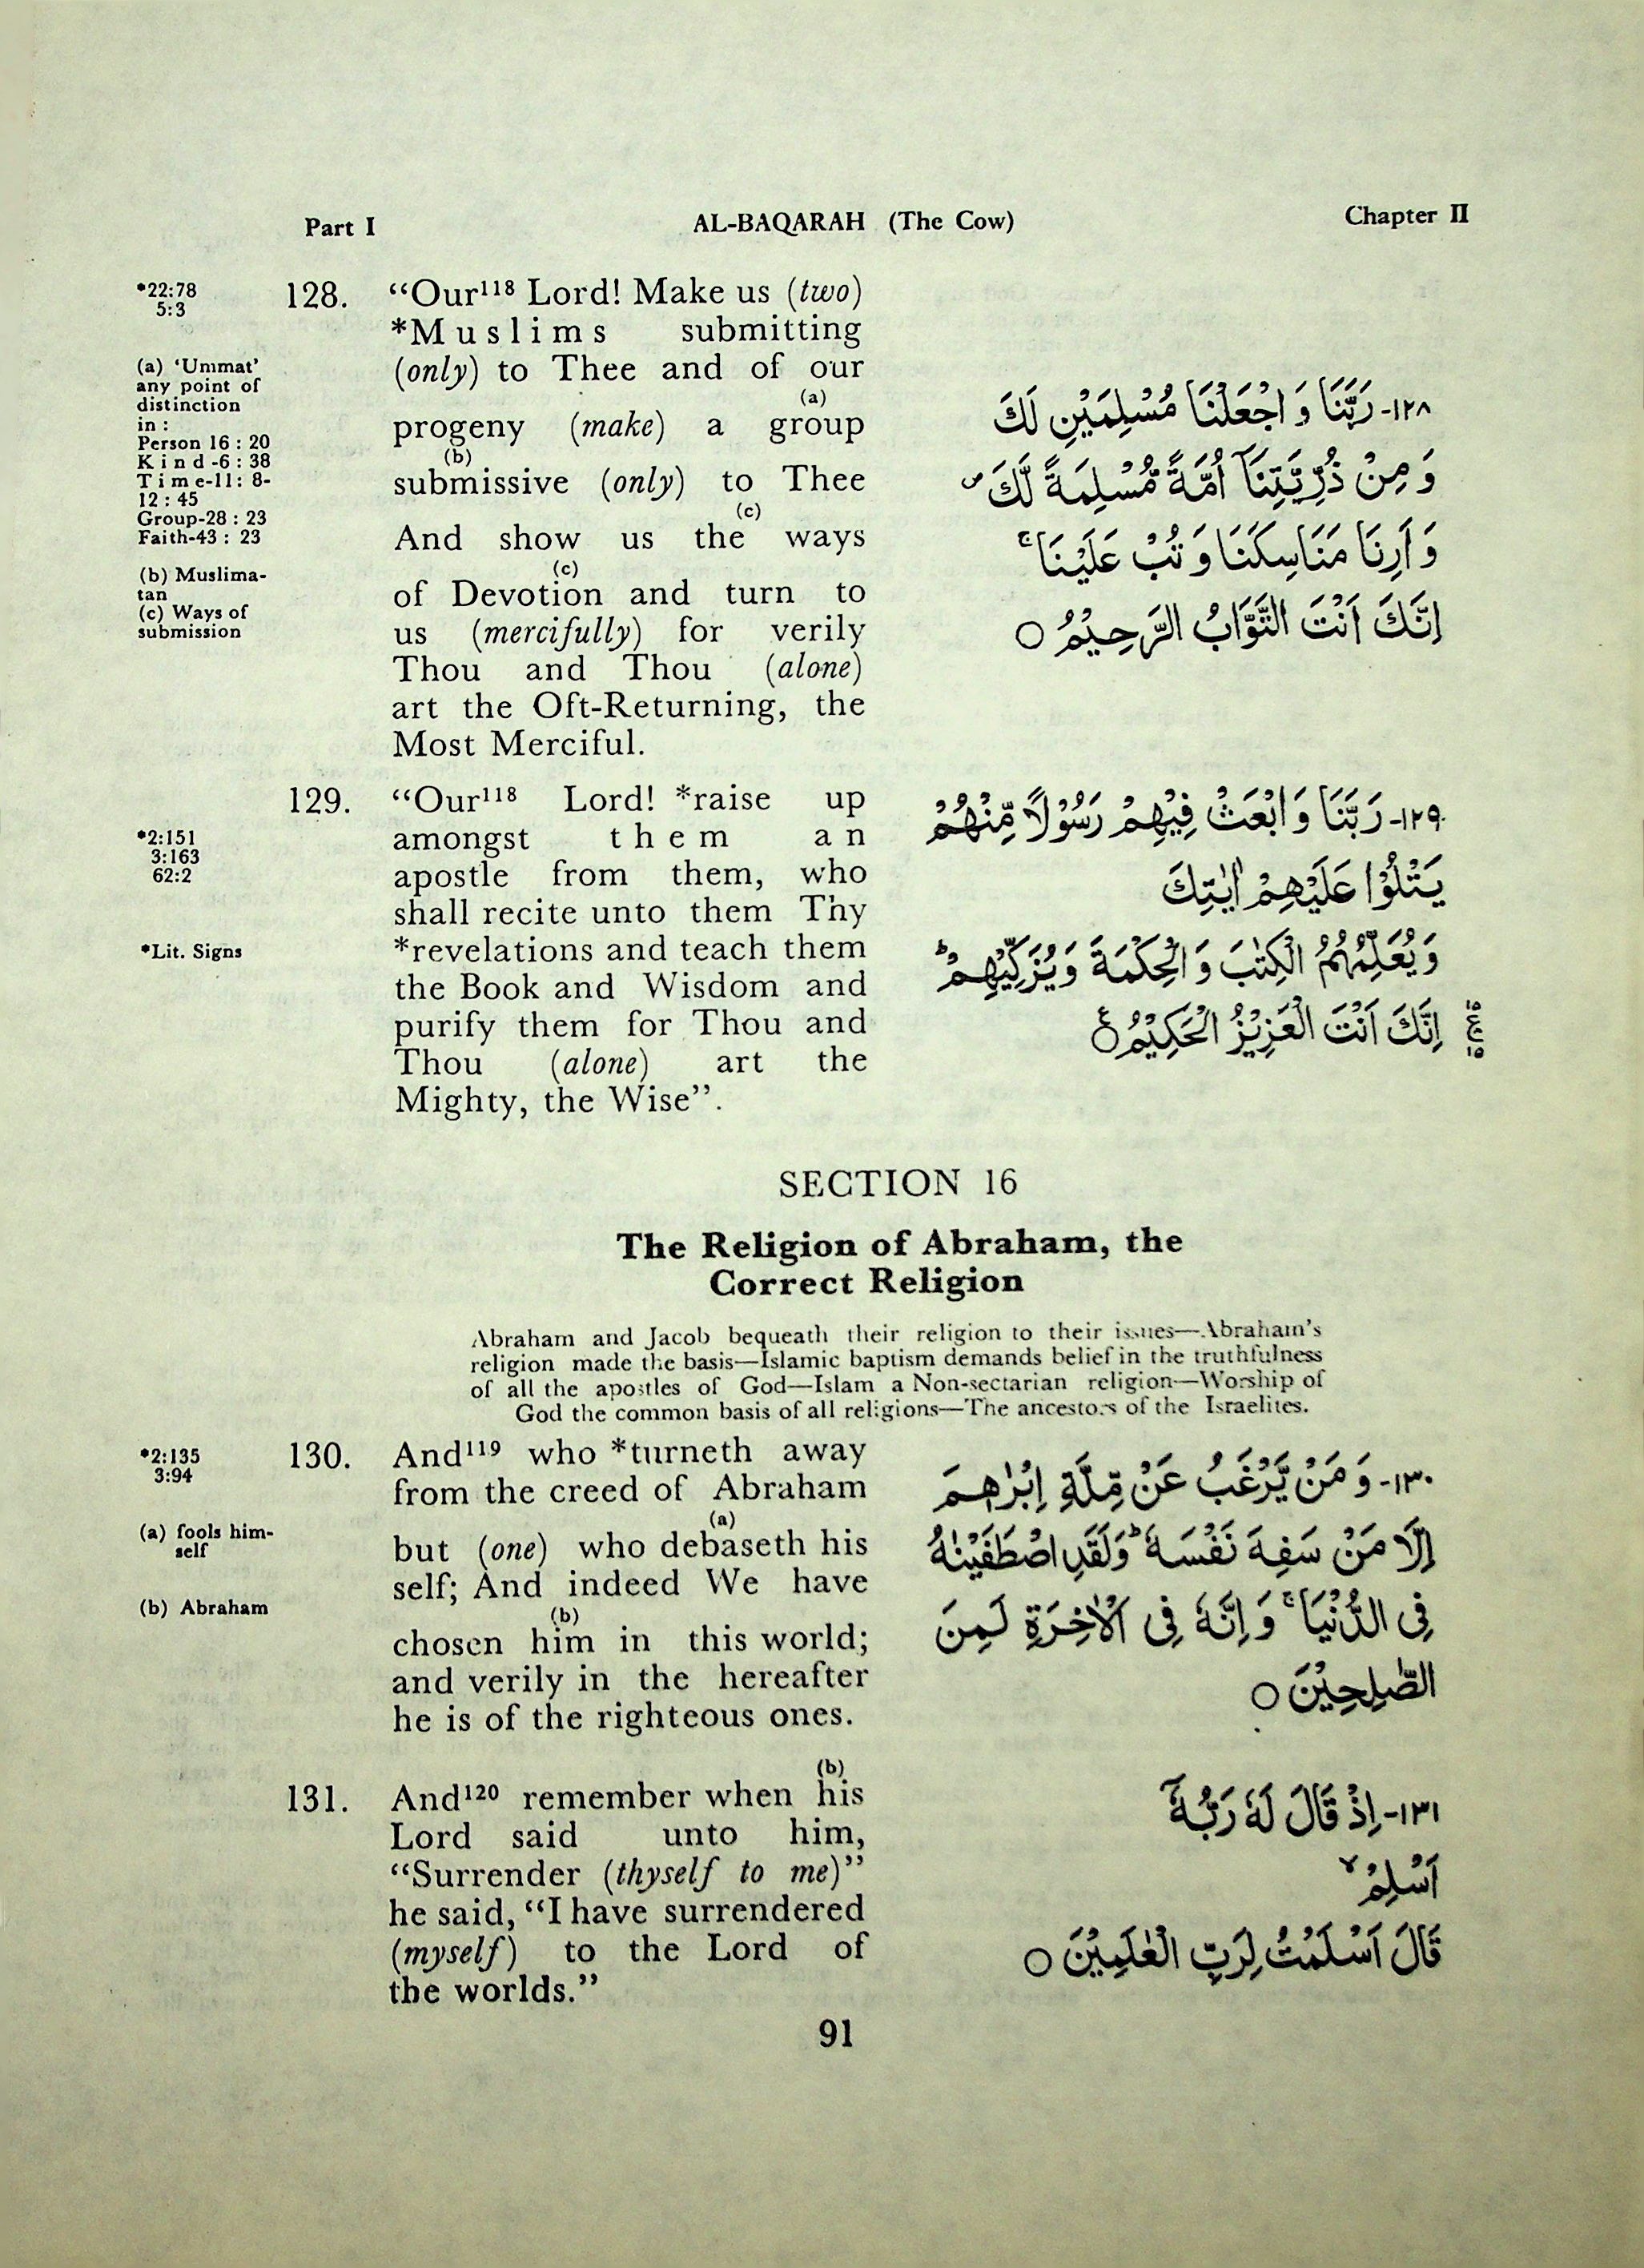 Part I AL-BAQARAH (The Cow) Chapter II
*22:78
5:3
(a) ‘Ummat’
any point of
distinction
in :
Person 16 : 20
Kind-6 : 38
Time-11: 8-
12 : 45
Group-28 : 23
Faith-43 : 23
(b) Muslima-
tan
(c) Ways of
submission
128. “Our¹¹⁸ Lord! Make us (two)
*Muslims submitting
(only) to Thee and of our
(a)
progeny (make) a group
(b)
submissive (only) to Thee
(c)
And show us the ways
(c)
of Devotion and turn to
us (mercifully) for verily
Thou and Thou (alone)
art the Oft-Returning, the
Most Merciful.
١٢٨- رَبَّنَا وَ اجْعَلْنَا مُسْلِمَيْنِ لَكَ
وَ مِنْ ذُرِّيَّتِنَآ اُمَّةً مُّسْلِمَةً لَّكَ ۪
وَ اَرِنَا مَنَاسِكَنَا وَ تُبْ عَلَيْنَا ۚ
اِنَّكَ اَنْتَ التَّوَّابُ الرَّحِيْمُ ○
*2:151
3:163
62:2
*Lit. Signs
129. “Our¹¹⁸ Lord! *raise up
amongst them an
apostle from them, who
shall recite unto them Thy
*revelations and teach them
the Book and Wisdom and
purify them for Thou and
Thou (alone) art the
Mighty, the Wise”.
١٢٩- رَبَّنَا وَ ابْعَثْ فِيْهِمْ رَسُوْلًا مِّنْهُمْ
يَتْلُوْا عَلَيْهِمْ اٰيٰتِكَ
وَ يُعَلِّمُهُمُ الْكِتٰبَ وَ الْحِكْمَةَ وَ يُزَكِّيْهِمْ ؕ
اِنَّكَ اَنْتَ الْعَزِيْزُ الْحَكِيْمُ ○ ع
SECTION 16
The Religion of Abraham, the
Correct Religion
Abraham and Jacob bequeath their religion to their issues—Abraham’s
religion made the basis—Islamic baptism demands belief in the truthfulness
of all the apostles of God—Islam a Non-sectarian religion—Worship of
God the common basis of all religions—The ancestors of the Israelites.
*2:135
3:94
(a) fools him-
self
(b) Abraham
130. And¹¹⁹ who *turneth away
from the creed of Abraham
(a)
but (one) who debaseth his
self; And indeed We have
(b)
chosen him in this world;
and verily in the hereafter
he is of the righteous ones.
١٣٠- وَ مَنْ يَّرْغَبُ عَنْ مِّلَّةِ اِبْرٰهٖمَ
اِلَّا مَنْ سَفِهَ نَفْسَهٗ ؕ وَلَقَدِ اصْطَفَيْنٰهُ
فِى الدُّنْيَا ۚ وَ اِنَّهٗ فِى الْاٰخِرَةِ لَمِنَ
الصّٰلِحِيْنَ ○
(b)
131. And¹²⁰ remember when his
Lord said unto him,
“Surrender (thyself to me)”
he said, “I have surrendered
(myself) to the Lord of
the worlds.”
١٣١- اِذْ قَالَ لَهٗ رَبُّهٗٓ
اَسْلِمْ ۙ
قَالَ اَسْلَمْتُ لِرَبِّ الْعٰلَمِيْنَ ○
91